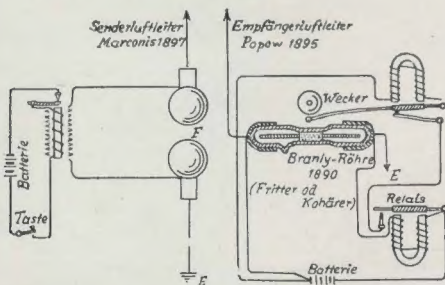 Senderluftleiter
Marconis 1897
Empfängerluftleiter
Popow 1895
Batterie
Taste
F
E
Wecker
Branly-Röhre
1890
(Fritter od
Kohärer)
E
Relais
Batterie